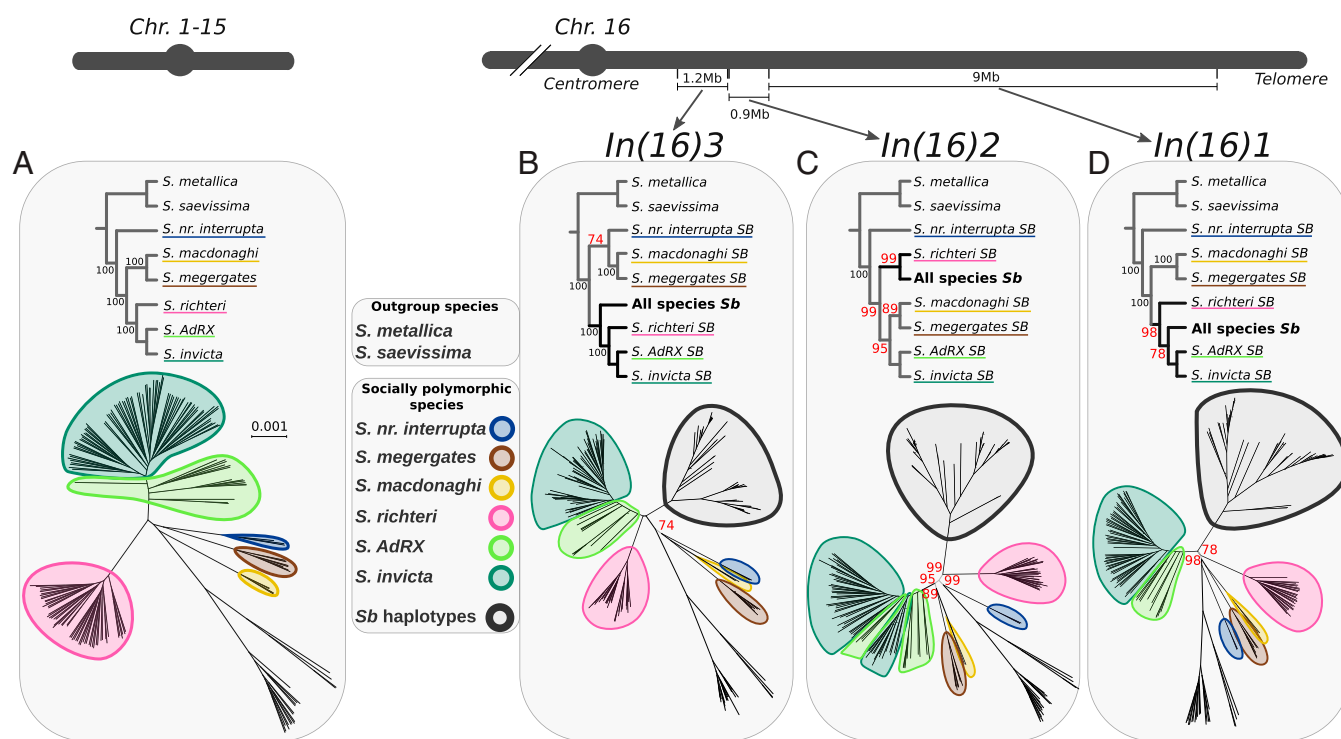 Chr. 1-15
Chr. 16
Centromere
1.2Mb
0.9Mb
9Mb
Telomere
A
S. metallica
S. saevissima
S. nr. interrupta
S. macdonaghi
S. megergates
S. richteri
S. AdRX
S. invicta
100
100
100
100
0.001
Outgroup species
S. metallica
S. saevissima
Socially polymorphic
species
S. nr. interrupta
S. megergates
S. macdonaghi
S. richteri
S. AdRX
S. invicta
Sb haplotypes
B
In(16)3
S. metallica
S. saevissima
S. nr. interrupta SB
S. macdonaghi SB
S. megergates SB
All species Sb
S. richteri SB
S. AdRX SB
S. invicta SB
74
100
100
100
100
74
C
In(16)2
S. metallica
S. saevissima
S. nr. interrupta SB
S. richteri SB
All species Sb
S. macdonaghi SB
S. megergates SB
S. AdRX SB
S. invicta SB
99
100
99
89
95
99
95
99
89
D
In(16)1
S. metallica
S. saevissima
S. nr. interrupta SB
S. macdonaghi SB
S. megergates SB
S. richteri SB
All species Sb
S. AdRX SB
S. invicta SB
100
100
100
98
78
78
98